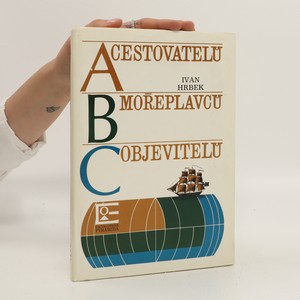 A CESTOVATELŮ
IVAN
HRBEK
B MOŘEPLAVCŮ
C OBJEVITELŮ